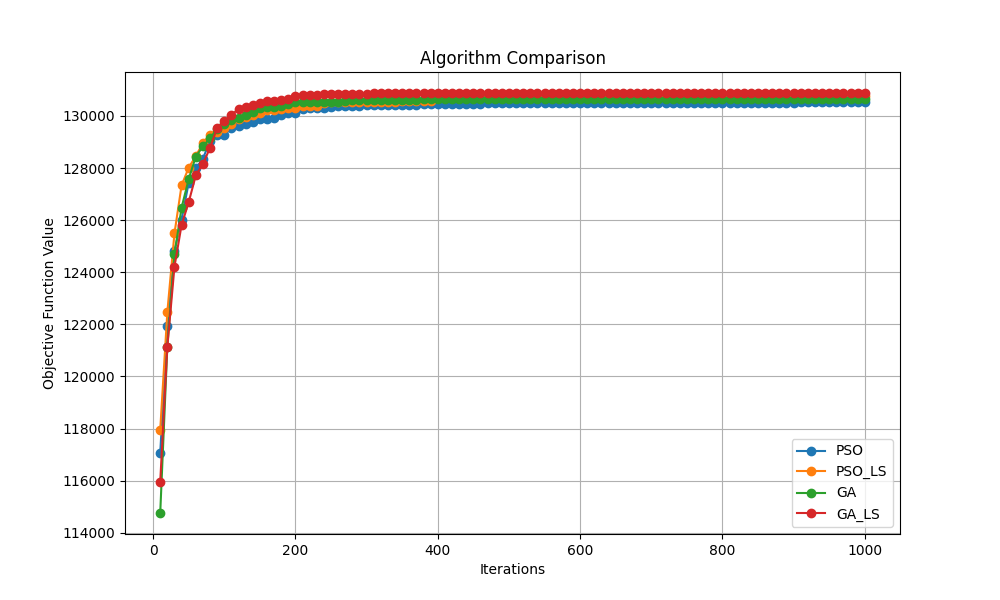 Algorithm Comparison
Objective Function Value
130000
128000
126000
124000
122000
120000
118000
116000
114000
0 200 400 600 800 1000
Iterations
PSO
PSO_LS
GA
GA_LS